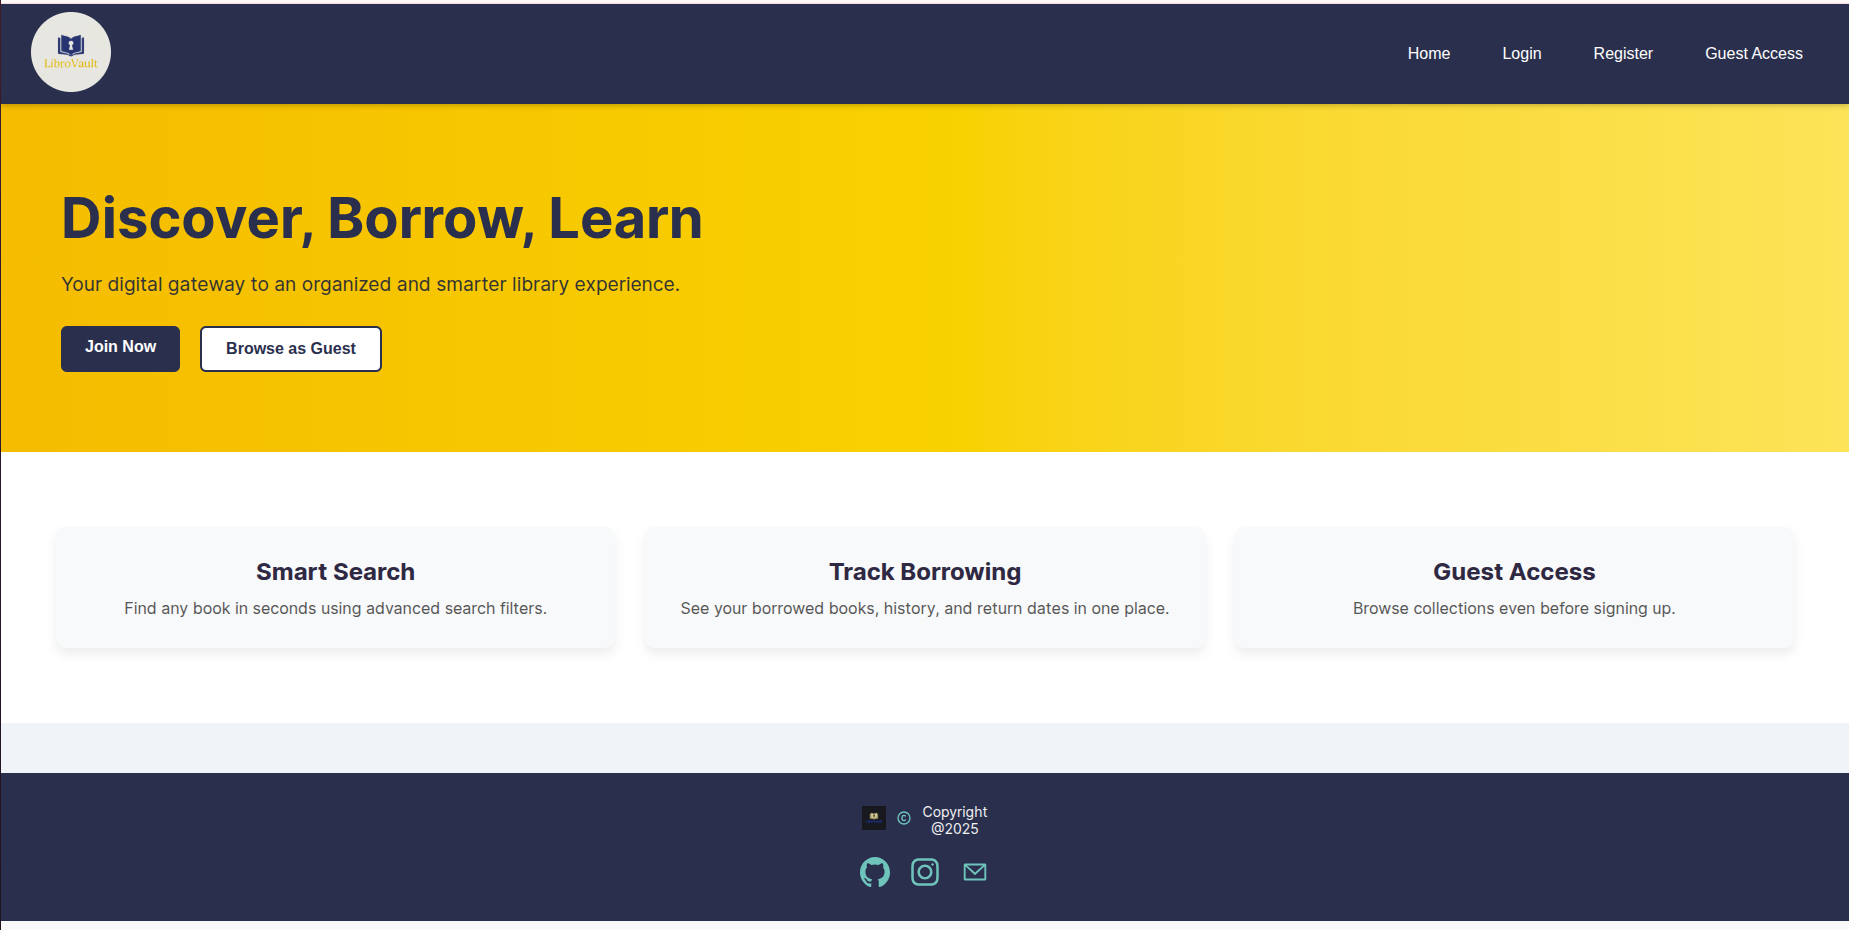 LibroVault
Home
Login
Register
Guest Access
Discover, Borrow, Learn
Your digital gateway to an organized and smarter library experience.
Join Now
Browse as Guest
Smart Search
Find any book in seconds using advanced search filters.
Track Borrowing
See your borrowed books, history, and return dates in one place.
Guest Access
Browse collections even before signing up.
© Copyright
@2025